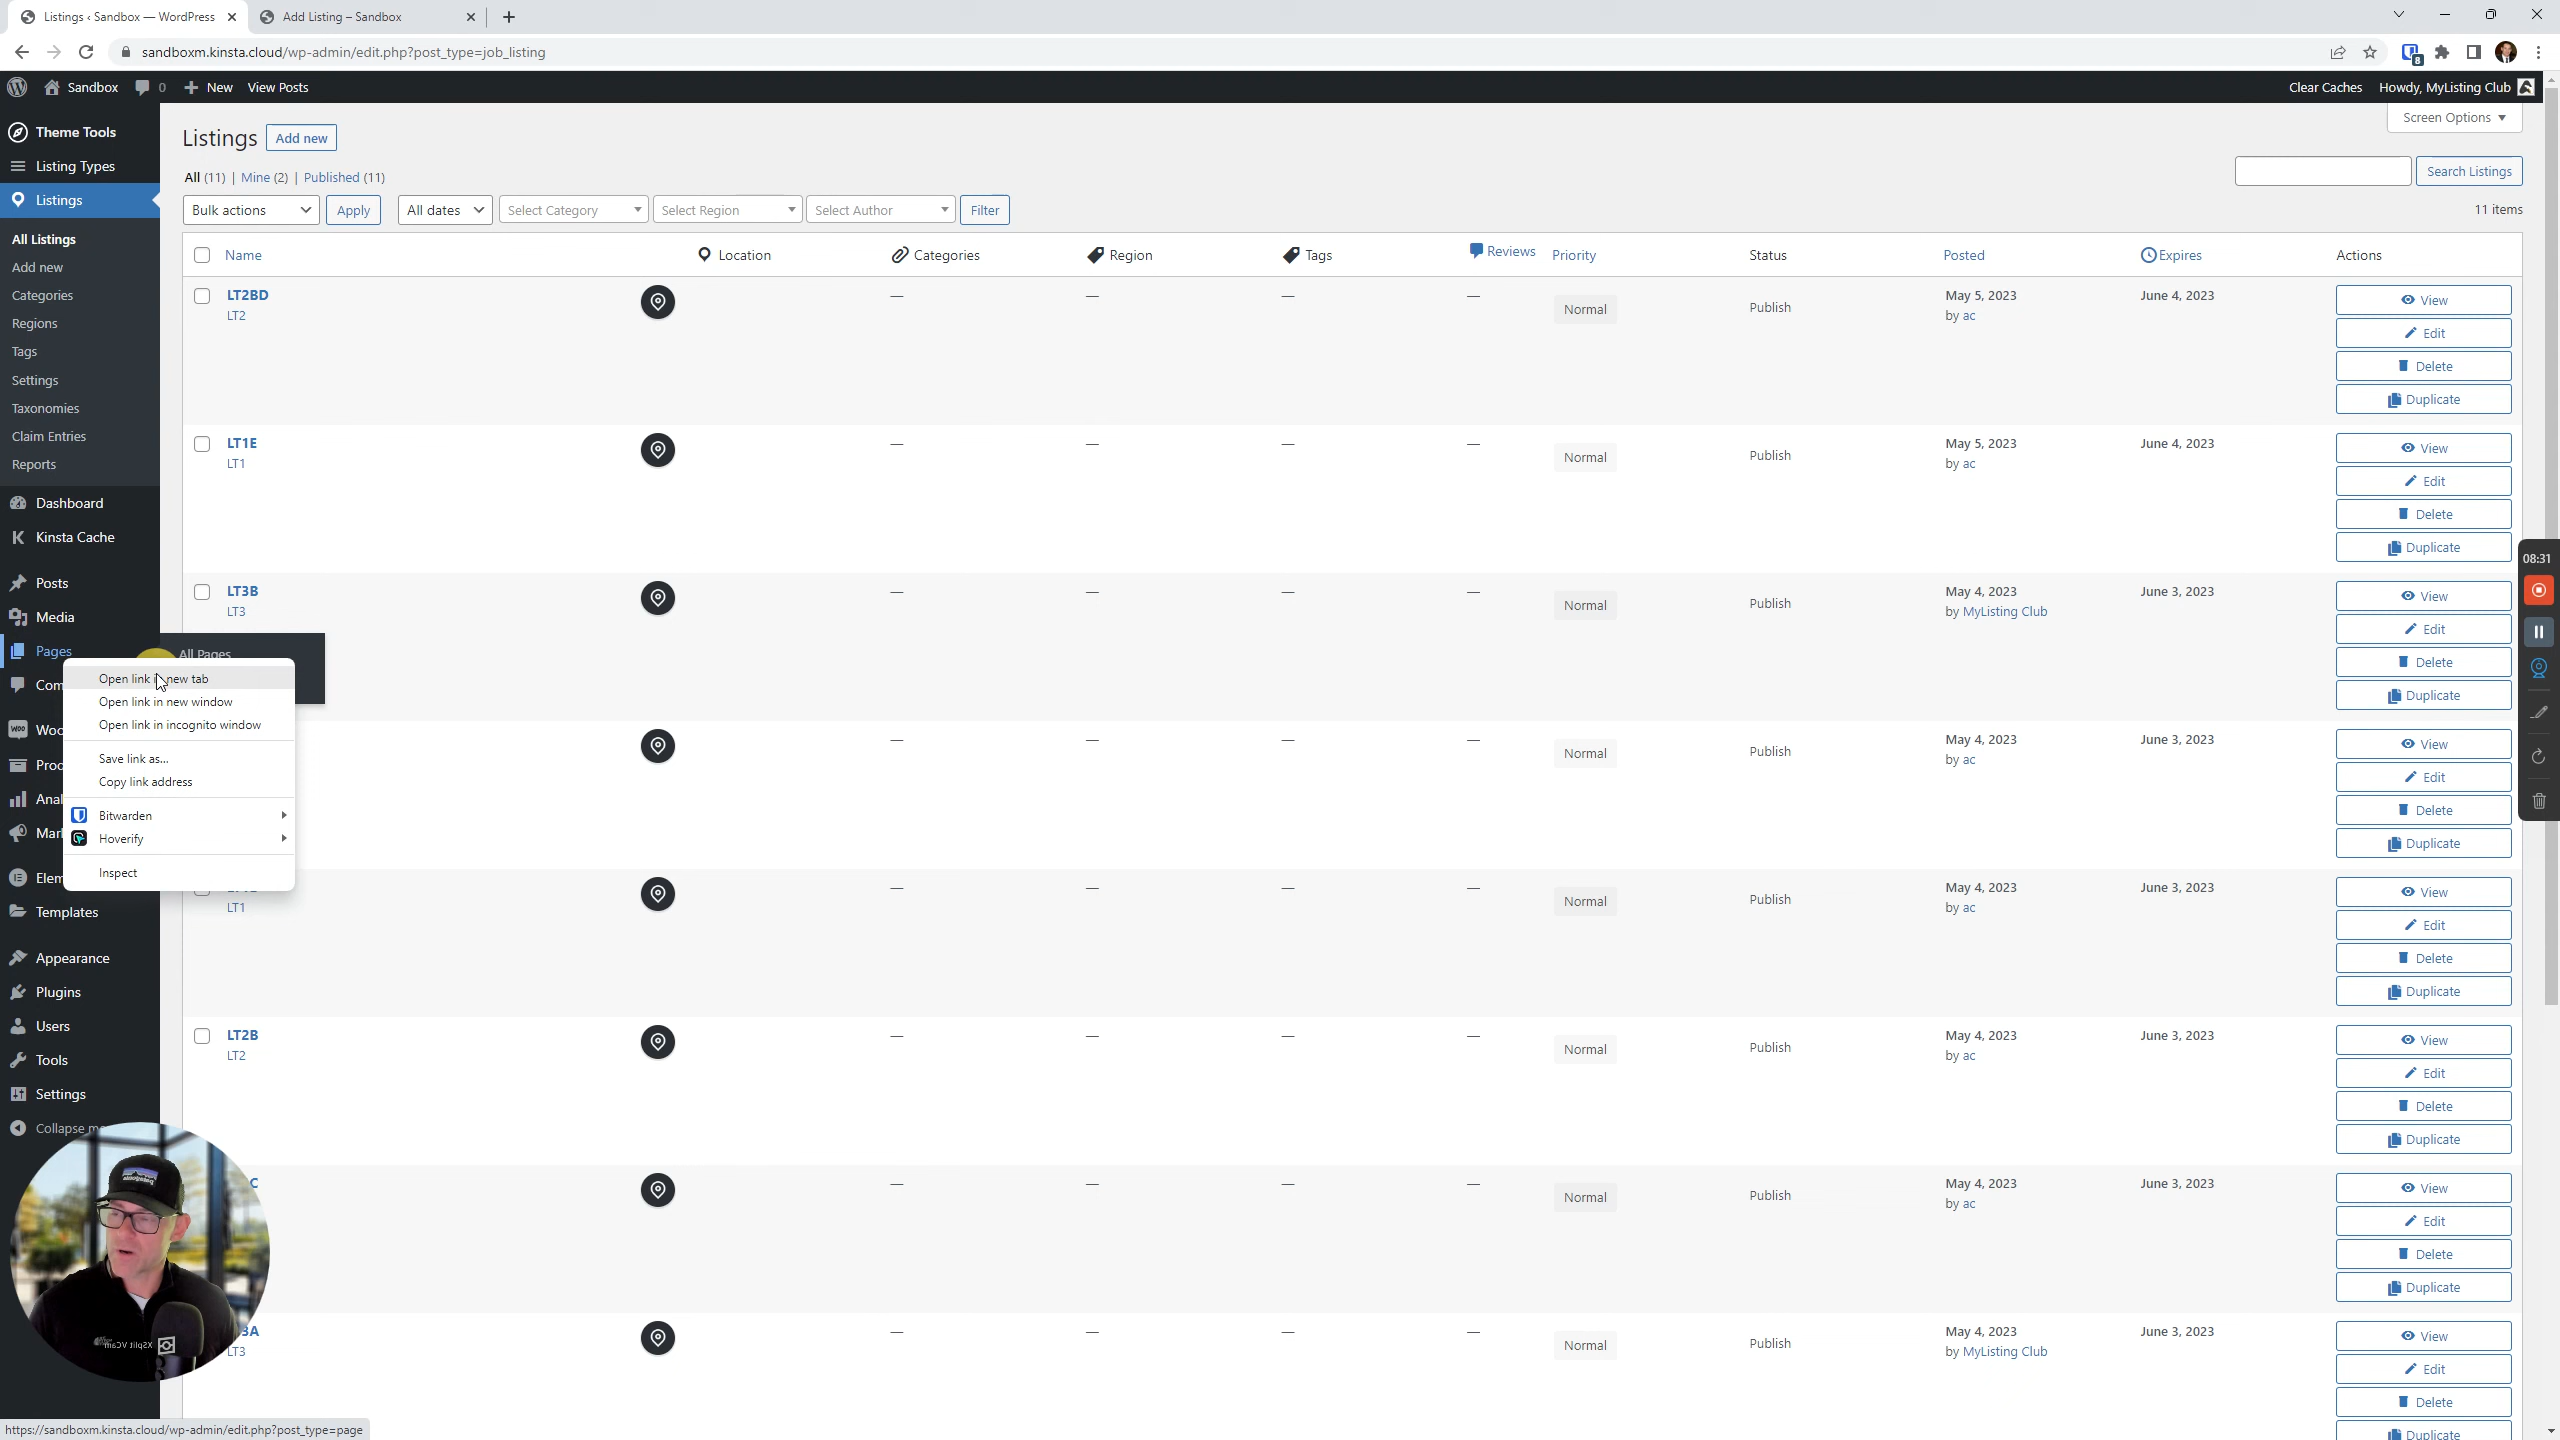 Listings ‹ Sandbox — WordPress
Add Listing – Sandbox
sandboxm.kinsta.cloud/wp-admin/edit.php?post_type=job_listing
8
Sandbox
0
New
View Posts
Clear Caches
Howdy, MyListing Club
Theme Tools
Listing Types
Listings
All Listings
Add new
Categories
Regions
Tags
Settings
Taxonomies
Claim Entries
Reports
Dashboard
Kinsta Cache
Posts
Media
Pages
All Pages
Com
Woo
Proc
Anal
Mark
Elem
Templates
Appearance
Plugins
Users
Tools
Settings
Collapse me
Open link in new tab
Open link in new window
Open link in incognito window
Save link as...
Copy link address
Bitwarden
Hoverify
Inspect
Listings
Add new
Screen Options
All (11) | Mine (2) | Published (11)
Search Listings
Bulk actions
Apply
All dates
Select Category
Select Region
Select Author
Filter
11 items
Name
Location
Categories
Region
Tags
Reviews
Priority
Status
Posted
Expires
Actions
LT2BD
LT2
—
—
—
—
Normal
Publish
May 5, 2023
by ac
June 4, 2023
View
Edit
Delete
Duplicate
LT1E
LT1
—
—
—
—
Normal
Publish
May 5, 2023
by ac
June 4, 2023
View
Edit
Delete
Duplicate
LT3B
LT3
—
—
—
—
Normal
Publish
May 4, 2023
by MyListing Club
June 3, 2023
View
Edit
Delete
Duplicate
—
—
—
—
Normal
Publish
May 4, 2023
by ac
June 3, 2023
View
Edit
Delete
Duplicate
LT1
—
—
—
—
Normal
Publish
May 4, 2023
by ac
June 3, 2023
View
Edit
Delete
Duplicate
LT2B
LT2
—
—
—
—
Normal
Publish
May 4, 2023
by ac
June 3, 2023
View
Edit
Delete
Duplicate
C
—
—
—
—
Normal
Publish
May 4, 2023
by ac
June 3, 2023
View
Edit
Delete
Duplicate
3A
LT3
—
—
—
—
Normal
Publish
May 4, 2023
by MyListing Club
June 3, 2023
View
Edit
Delete
Duplicate
08:31
XSplit VCam
https://sandboxm.kinsta.cloud/wp-admin/edit.php?post_type=page